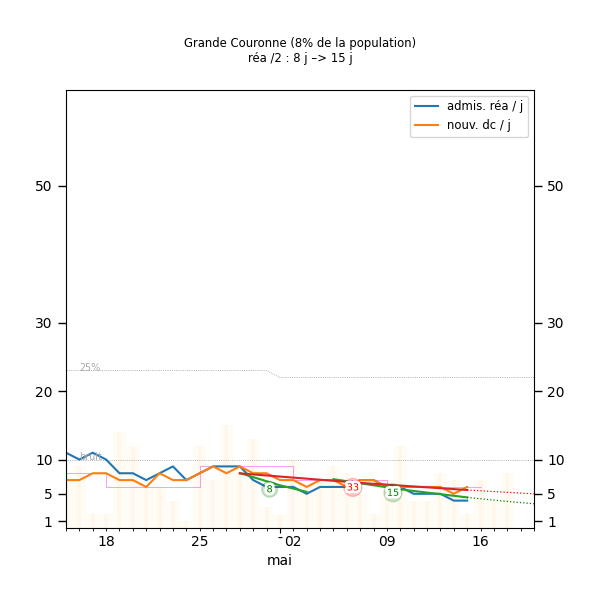 Grande Couronne (8% de la population)
réa /2 : 8 j –> 15 j
admis. réa / j
nouv. dc / j
50 50
30 30
25%
20 20
bruit
10 10
8 33 15
5 5
1 1
18 25 02 09 16
mai